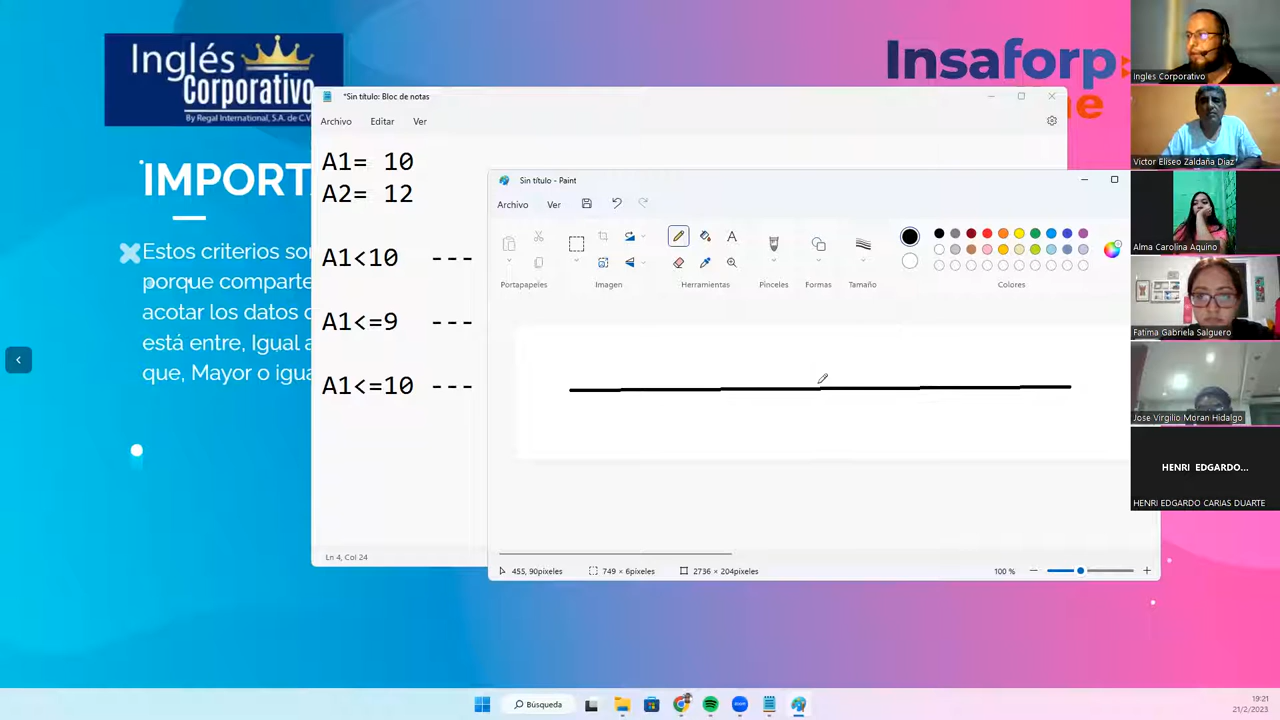 Inglés
Corporativo
By Regal International, S.A. de C.V.
Insaforp
ne
IMPORT
Estos criterios so
porque comparte
acotar los datos
está entre, Igual a
que, Mayor o igua
*Sin título: Bloc de notas
Archivo Editar Ver
A1= 10
A2= 12
A1<10 ---
A1<=9 ---
A1<=10 ---
Ln 4, Col 24
Sin título - Paint
Archivo Ver
Portapapeles Imagen Herramientas Pinceles Formas Tamaño Colores
455, 90píxeles 749 × 6píxeles 2736 × 204píxeles 100 %
Ingles Corporativo
Victor Eliseo Zaldaña Diaz
Alma Carolina Aquino
Fatima Gabriela Salguero
Jose Virgilio Moran Hidalgo
HENRI EDGARDO...
HENRI EDGARDO CARIAS DUARTE
Búsqueda
19:21
21/2/2023